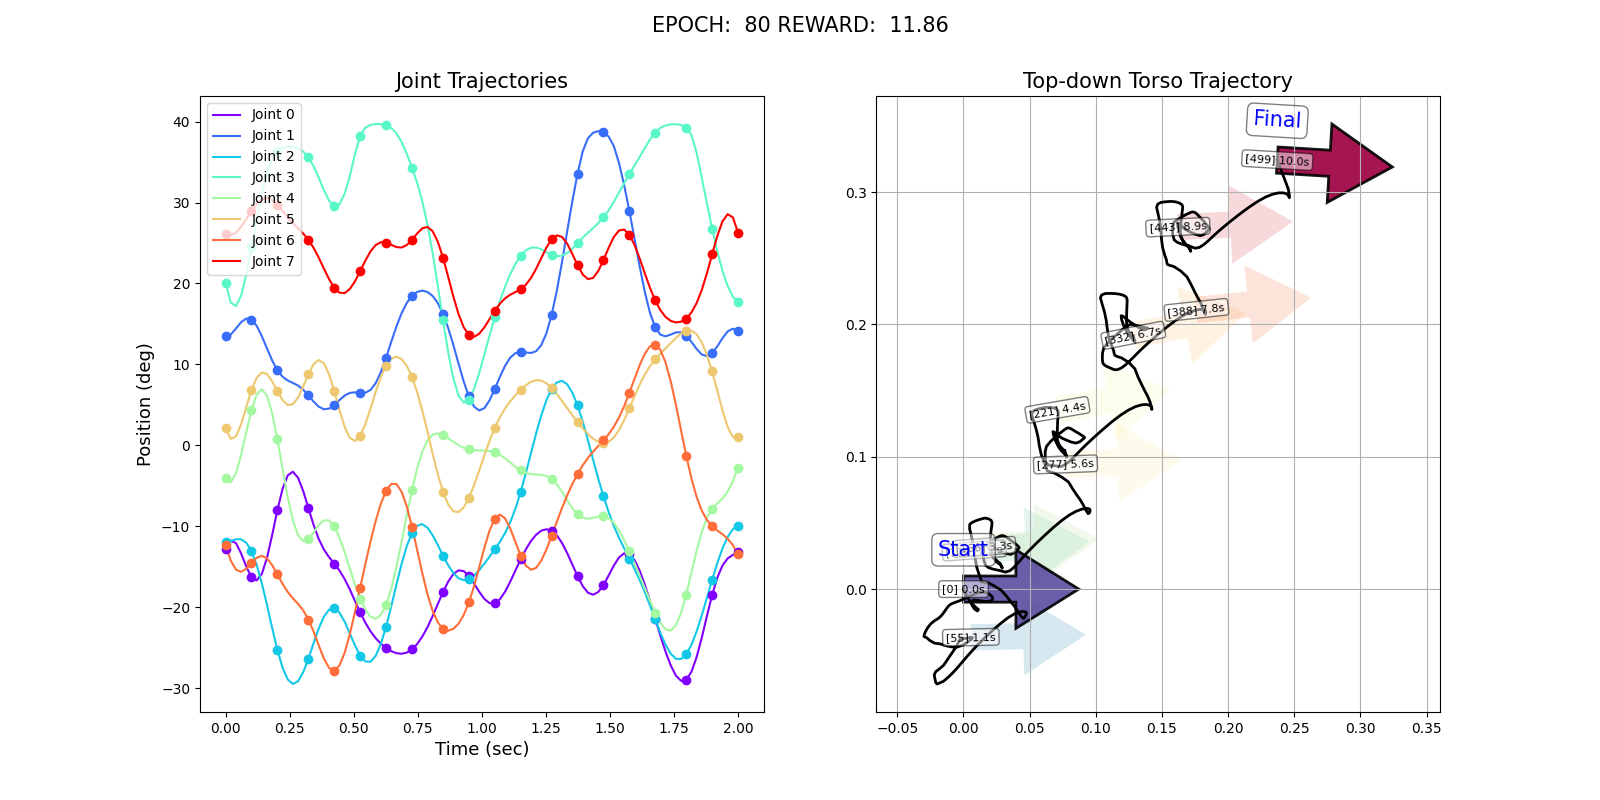 EPOCH:  80 REWARD:  11.86
Joint Trajectories
Position (deg)
40
30
20
10
0
−10
−20
−30
Joint 0
Joint 1
Joint 2
Joint 3
Joint 4
Joint 5
Joint 6
Joint 7
0.00 0.25 0.50 0.75 1.00 1.25 1.50 1.75 2.00
Time (sec)
Top-down Torso Trajectory
0.3
0.2
0.1
0.0
Final
[499] 10.0s
[443] 8.9s
[388] 7.8s
[332] 6.7s
[221] 4.4s
[277] 5.6s
3.3s
Start
[0] 0.0s
[55] 1.1s
−0.05 0.00 0.05 0.10 0.15 0.20 0.25 0.30 0.35